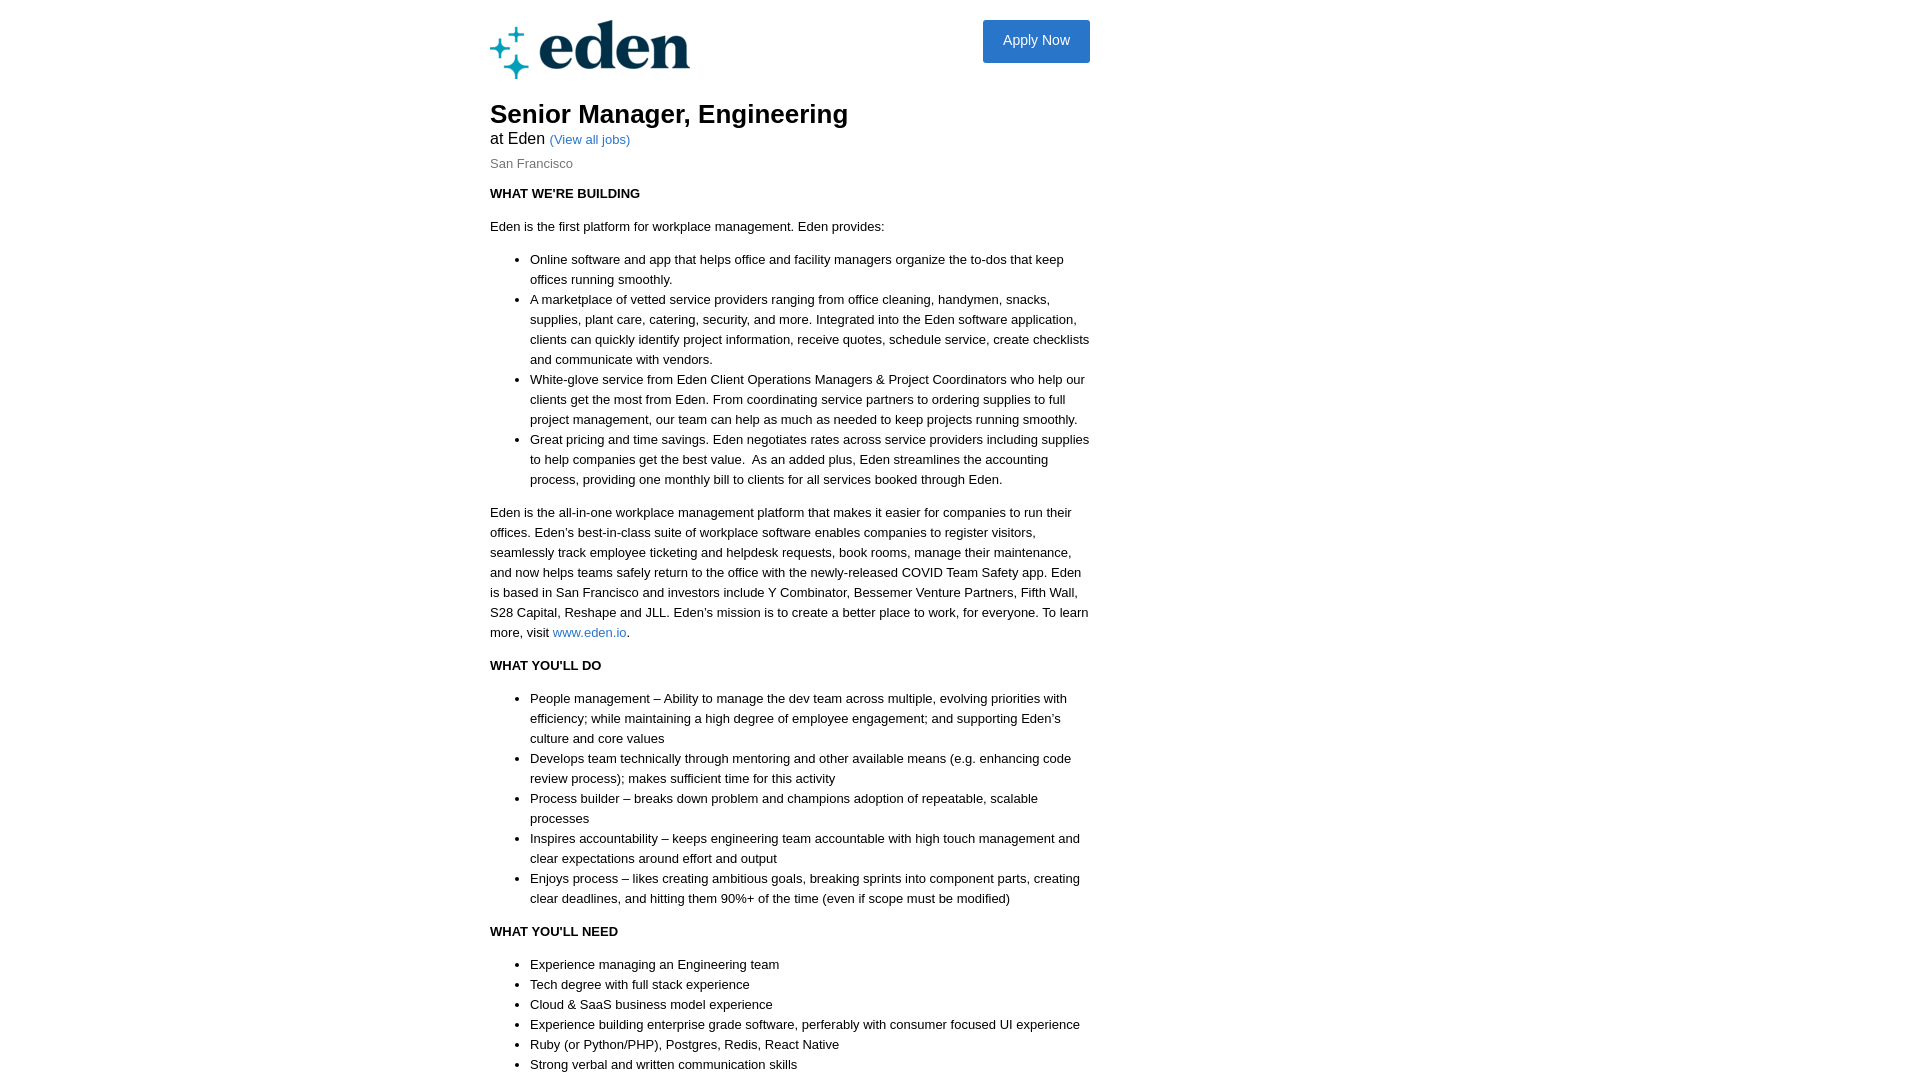 eden
Apply Now
Senior Manager, Engineering
at Eden (View all jobs)
San Francisco
WHAT WE'RE BUILDING
Eden is the first platform for workplace management. Eden provides:
• Online software and app that helps office and facility managers organize the to-dos that keep
offices running smoothly.
• A marketplace of vetted service providers ranging from office cleaning, handymen, snacks,
supplies, plant care, catering, security, and more. Integrated into the Eden software application,
clients can quickly identify project information, receive quotes, schedule service, create checklists
and communicate with vendors.
• White-glove service from Eden Client Operations Managers & Project Coordinators who help our
clients get the most from Eden. From coordinating service partners to ordering supplies to full
project management, our team can help as much as needed to keep projects running smoothly.
• Great pricing and time savings. Eden negotiates rates across service providers including supplies
to help companies get the best value.  As an added plus, Eden streamlines the accounting
process, providing one monthly bill to clients for all services booked through Eden.
Eden is the all-in-one workplace management platform that makes it easier for companies to run their
offices. Eden’s best-in-class suite of workplace software enables companies to register visitors,
seamlessly track employee ticketing and helpdesk requests, book rooms, manage their maintenance,
and now helps teams safely return to the office with the newly-released COVID Team Safety app. Eden
is based in San Francisco and investors include Y Combinator, Bessemer Venture Partners, Fifth Wall,
S28 Capital, Reshape and JLL. Eden’s mission is to create a better place to work, for everyone. To learn
more, visit www.eden.io.
WHAT YOU'LL DO
• People management – Ability to manage the dev team across multiple, evolving priorities with
efficiency; while maintaining a high degree of employee engagement; and supporting Eden’s
culture and core values
• Develops team technically through mentoring and other available means (e.g. enhancing code
review process); makes sufficient time for this activity
• Process builder – breaks down problem and champions adoption of repeatable, scalable
processes
• Inspires accountability – keeps engineering team accountable with high touch management and
clear expectations around effort and output
• Enjoys process – likes creating ambitious goals, breaking sprints into component parts, creating
clear deadlines, and hitting them 90%+ of the time (even if scope must be modified)
WHAT YOU'LL NEED
• Experience managing an Engineering team
• Tech degree with full stack experience
• Cloud & SaaS business model experience
• Experience building enterprise grade software, perferably with consumer focused UI experience
• Ruby (or Python/PHP), Postgres, Redis, React Native
• Strong verbal and written communication skills